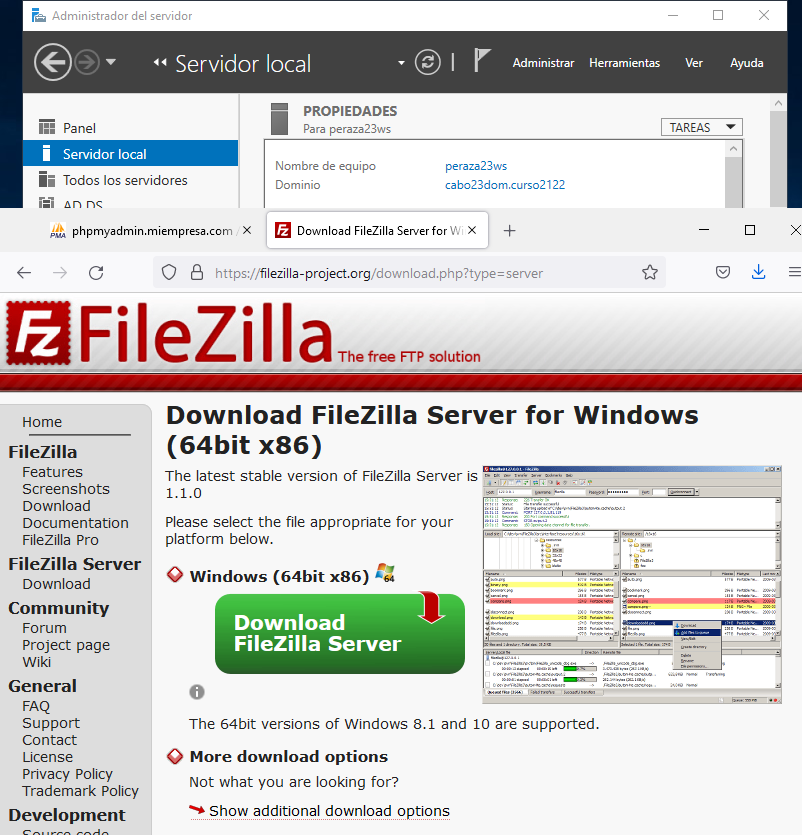 Administrador del servidor
Servidor local
Administrar Herramientas Ver Ayuda
Panel
Servidor local
Todos los servidores
AD DS
PROPIEDADES
Para peraza23ws
TAREAS
Nombre de equipo peraza23ws
Dominio cabo23dom.curso2122
PMA phpmyadmin.miempresa.com
Download FileZilla Server for Wi
https://filezilla-project.org/download.php?type=server
Fz FileZilla The free FTP solution
Home
FileZilla
Features
Screenshots
Download
Documentation
FileZilla Pro
FileZilla Server
Download
Community
Forum
Project page
Wiki
General
FAQ
Support
Contact
License
Privacy Policy
Trademark Policy
Development
Source code
Download FileZilla Server for Windows
(64bit x86)
The latest stable version of FileZilla Server is
1.1.0
Please select the file appropriate for your
platform below.
Windows (64bit x86) 64
Download
FileZilla Server
The 64bit versions of Windows 8.1 and 10 are supported.
More download options
Not what you are looking for?
Show additional download options